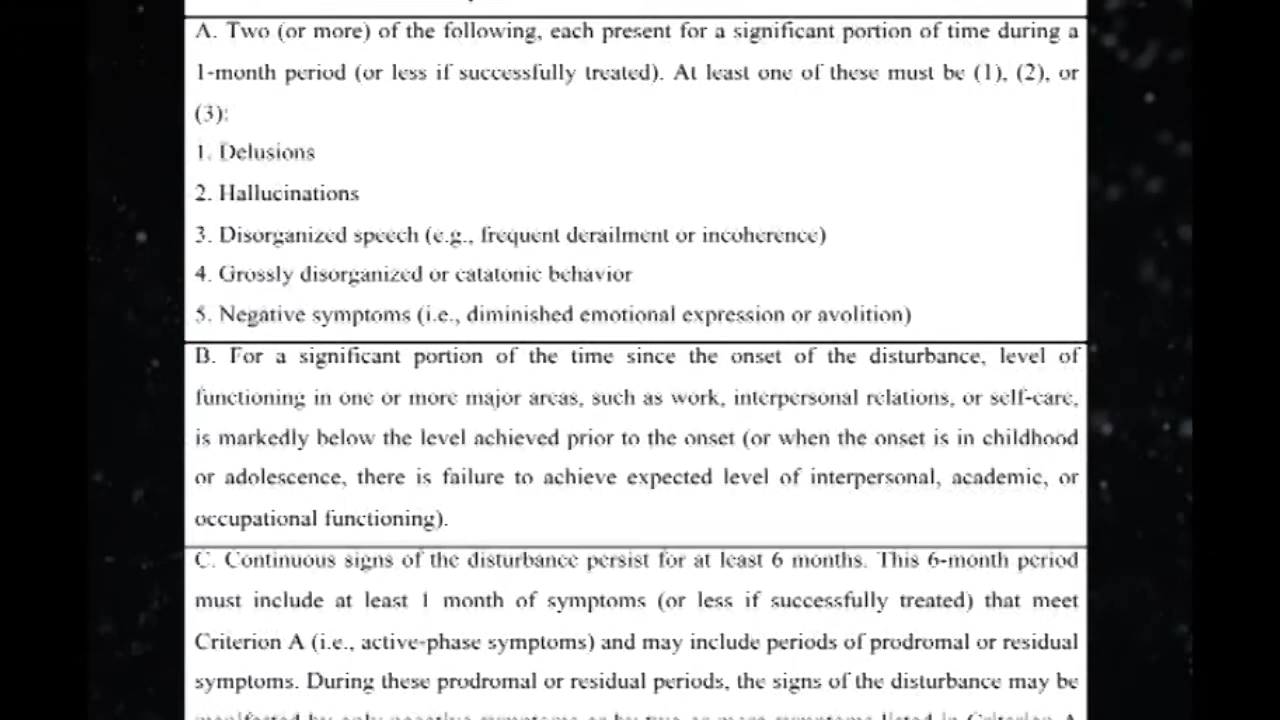 A. Two (or more) of the following, each present for a significant portion of time during a
1-month period (or less if successfully treated). At least one of these must be (1), (2), or
(3):
1. Delusions
2. Hallucinations
3. Disorganized speech (e.g., frequent derailment or incoherence)
4. Grossly disorganized or catatonic behavior
5. Negative symptoms (i.e., diminished emotional expression or avolition)
B. For a significant portion of the time since the onset of the disturbance, level of
functioning in one or more major areas, such as work, interpersonal relations, or self-care,
is markedly below the level achieved prior to the onset (or when the onset is in childhood
or adolescence, there is failure to achieve expected level of interpersonal, academic, or
occupational functioning).
C. Continuous signs of the disturbance persist for at least 6 months. This 6-month period
must include at least 1 month of symptoms (or less if successfully treated) that meet
Criterion A (i.e., active-phase symptoms) and may include periods of prodromal or residual
symptoms. During these prodromal or residual periods, the signs of the disturbance may be